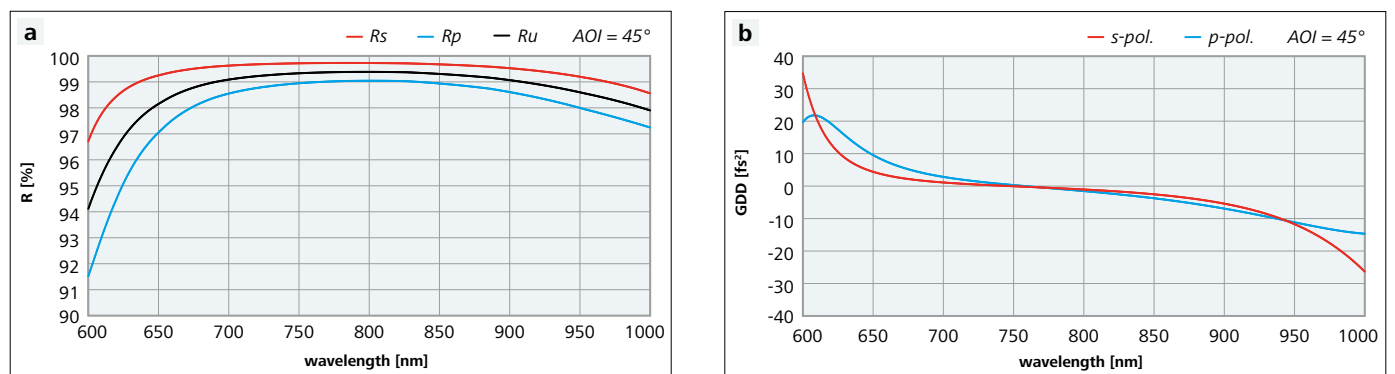 a
Rs Rp Ru AOI = 45°
100
99
98
97
96
95
94
93
92
91
90
R [%]
600 650 700 750 800 850 900 950 1000
wavelength [nm]
b
s-pol. p-pol. AOI = 45°
40
30
20
10
0
-10
-20
-30
-40
GDD [fs²]
600 650 700 750 800 850 900 950 1000
wavelength [nm]